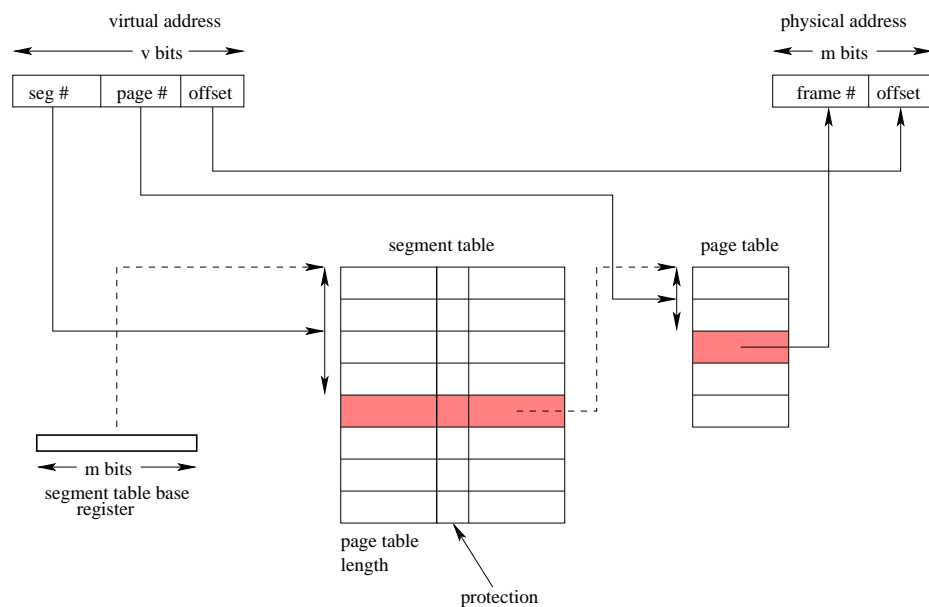 virtual address
physical address
v bits
m bits
seg #
page #
offset
frame #
offset
segment table
page table
m bits
segment table base
register
page table
length
protection